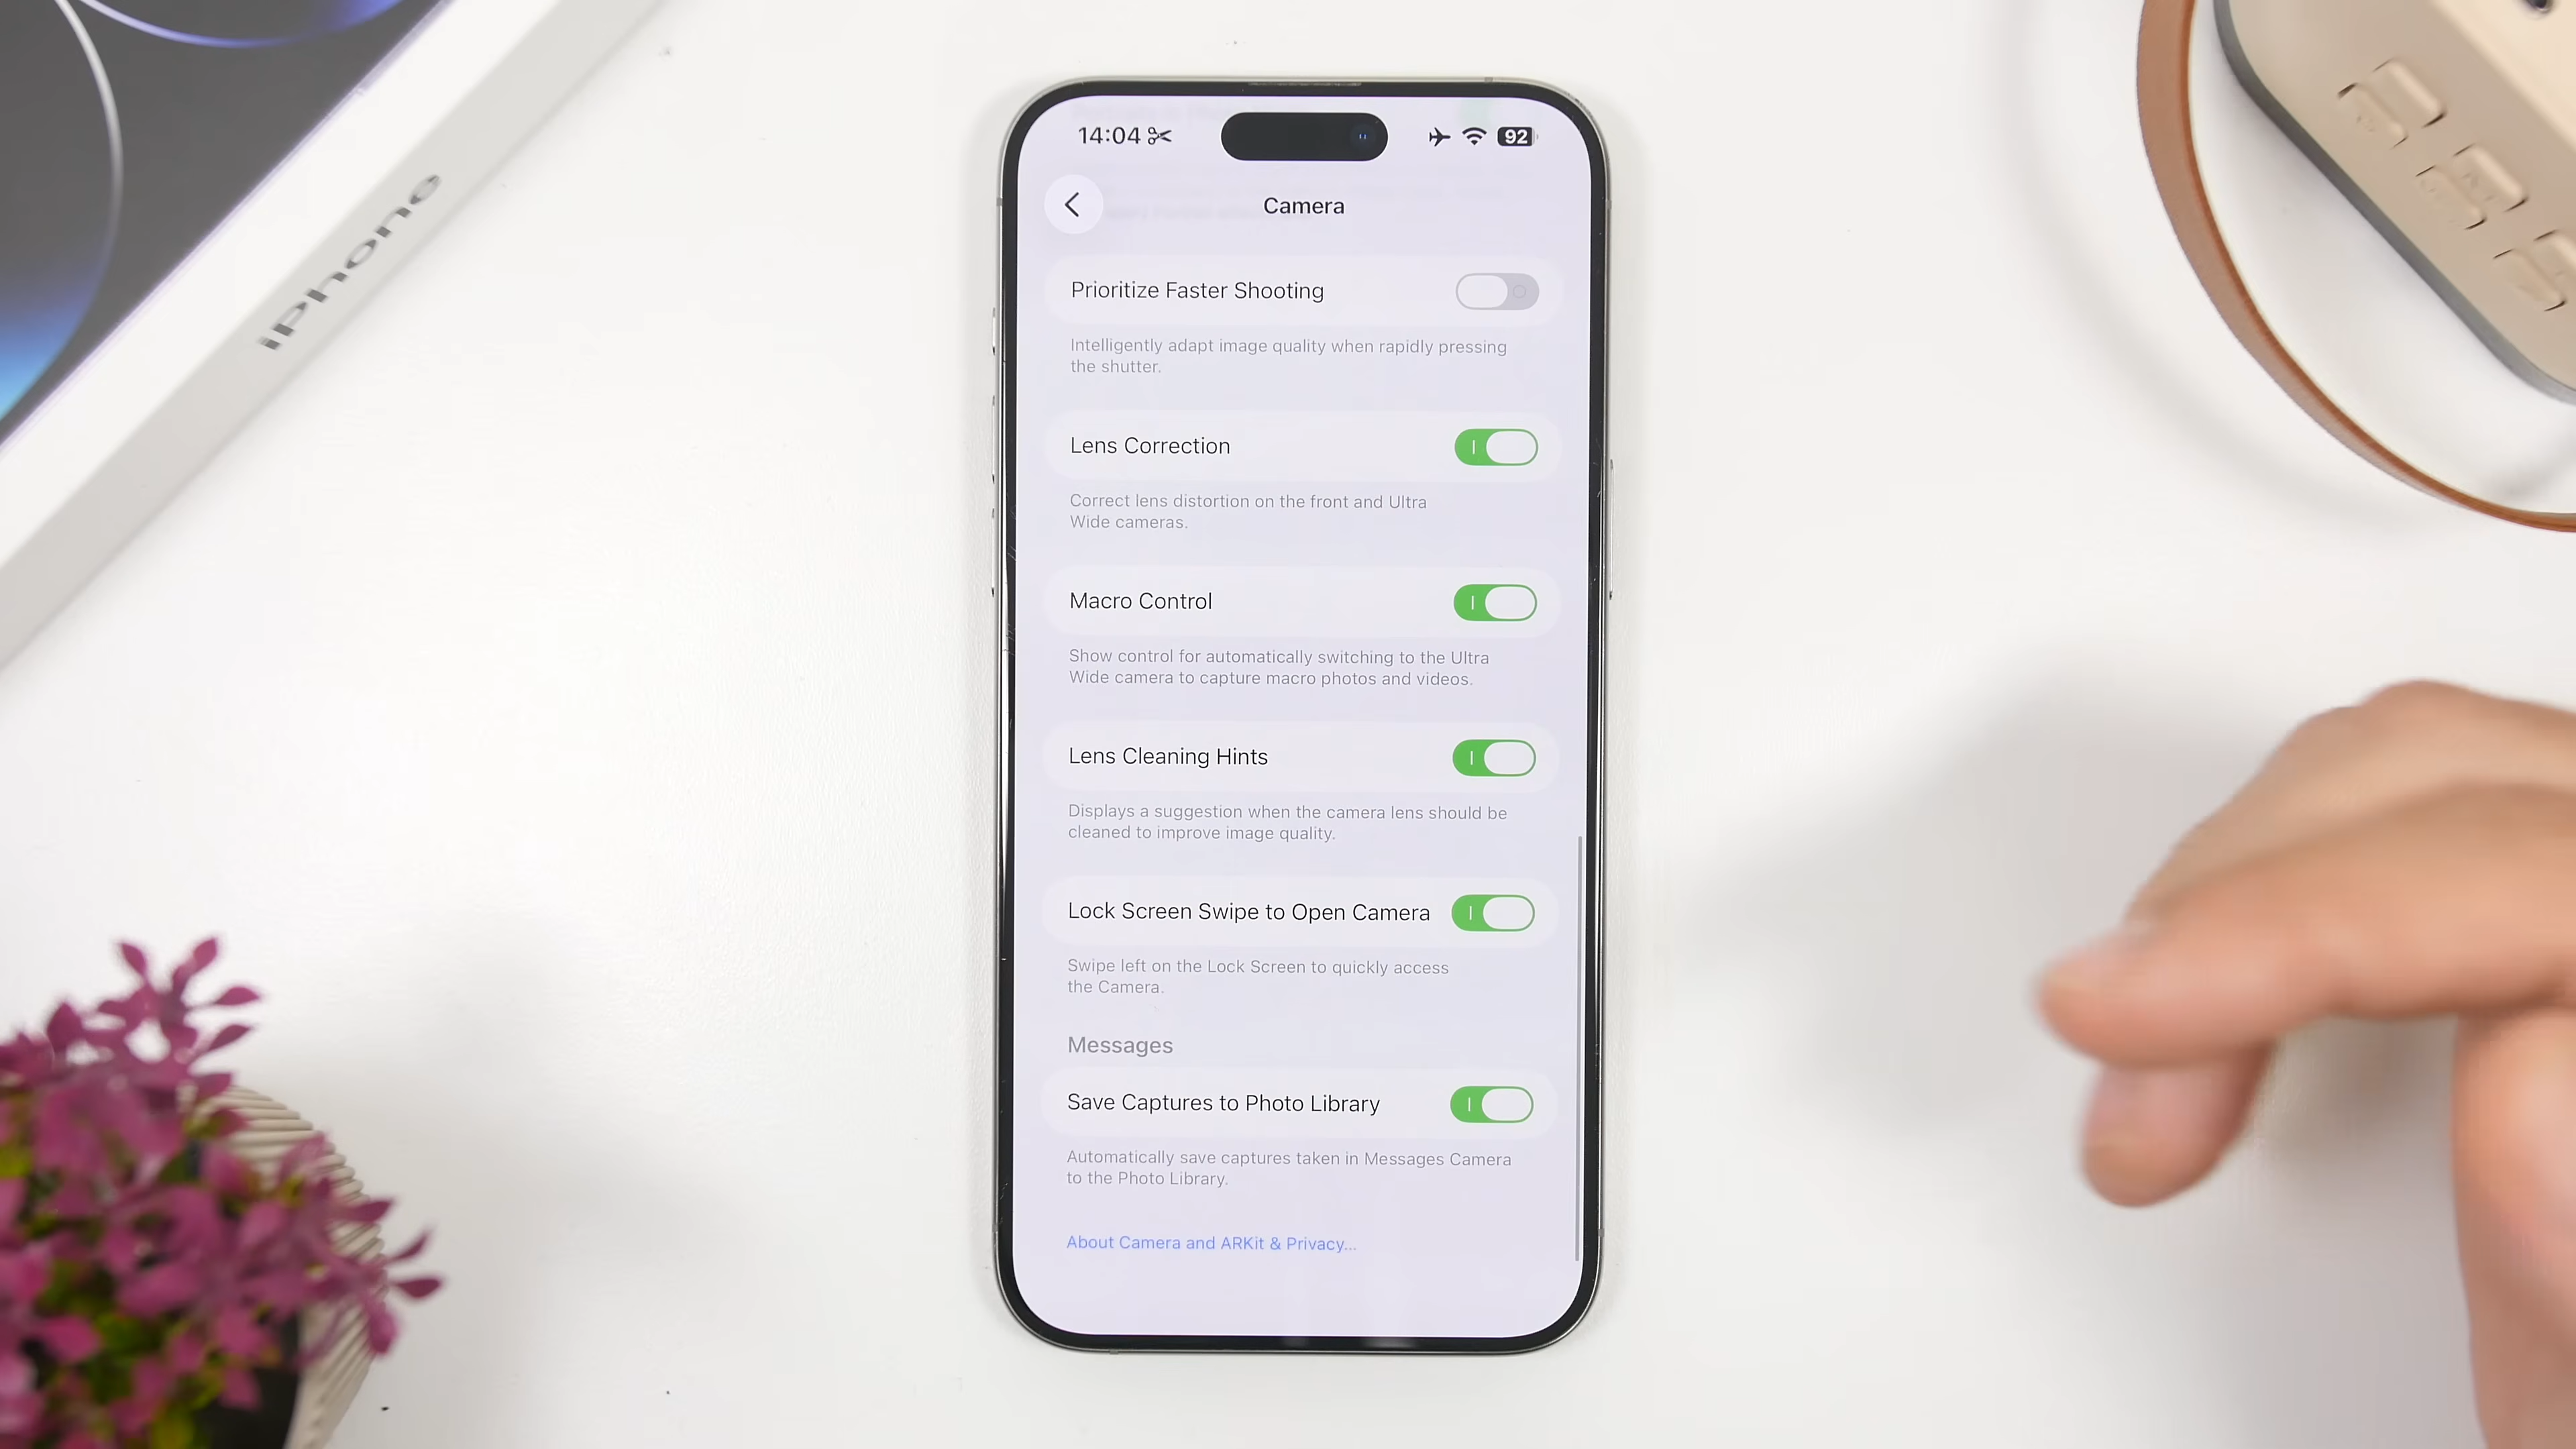 iPhone
14:04
92
Camera
Prioritize Faster Shooting
Intelligently adapt image quality when rapidly pressing
the shutter.
Lens Correction
Correct lens distortion on the front and Ultra
Wide cameras.
Macro Control
Show control for automatically switching to the Ultra
Wide camera to capture macro photos and videos.
Lens Cleaning Hints
Displays a suggestion when the camera lens should be
cleaned to improve image quality.
Lock Screen Swipe to Open Camera
Swipe left on the Lock Screen to quickly access
the Camera.
Messages
Save Captures to Photo Library
Automatically save captures taken in Messages Camera
to the Photo Library.
About Camera and ARKit & Privacy...